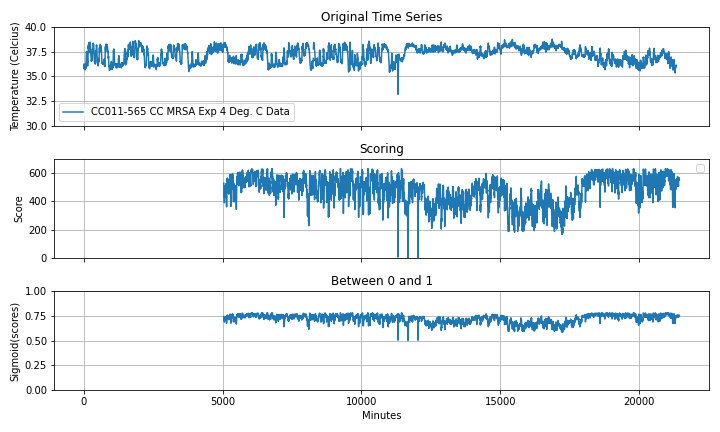 Original Time Series
Temperature (Celcius)
40.0
37.5
35.0
32.5
30.0
CC011-565 CC MRSA Exp 4 Deg. C Data
Scoring
Score
600
400
200
0
Between 0 and 1
Sigmoid(scores)
1.00
0.75
0.50
0.25
0.00
0 5000 10000 15000 20000
Minutes